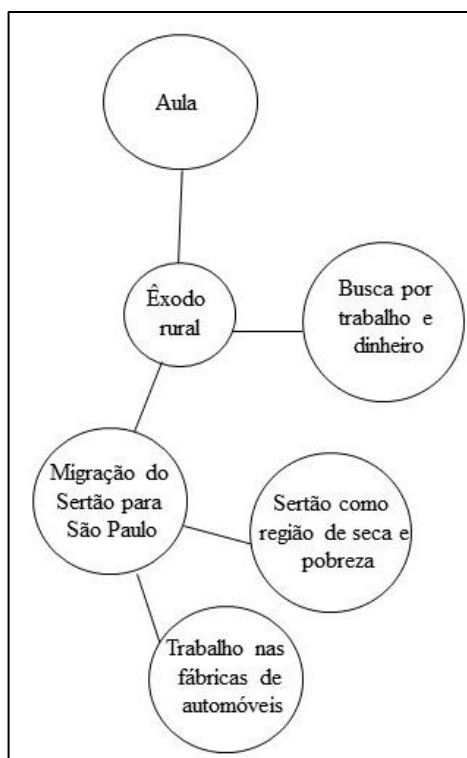 Aula
Êxodo
rural
Busca por
trabalho e
dinheiro
Migração do
Sertão para
São Paulo
Sertão como
região de seca e
pobreza
Trabalho nas
fábricas de
automóveis